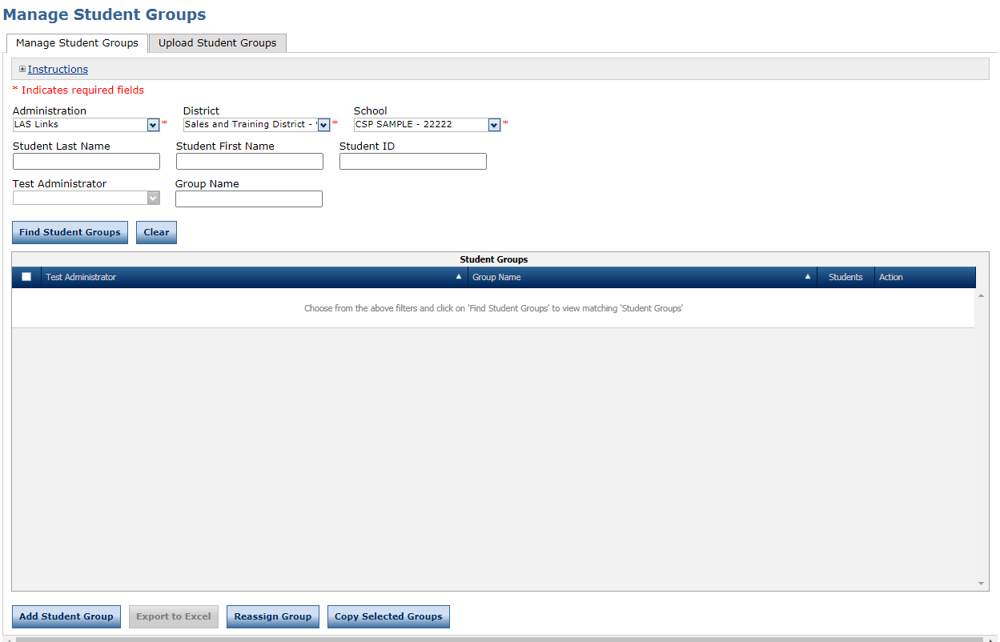 Manage Student Groups
Manage Student Groups Upload Student Groups
Instructions
* Indicates required fields
Administration District School
LAS Links * Sales and Training District - * CSP SAMPLE - 22222 *
Student Last Name Student First Name Student ID
Test Administrator Group Name
Find Student Groups Clear
Student Groups
Test Administrator Group Name Students Action
Choose from the above filters and click on 'Find Student Groups' to view matching 'Student Groups'
Add Student Group Export to Excel Reassign Group Copy Selected Groups